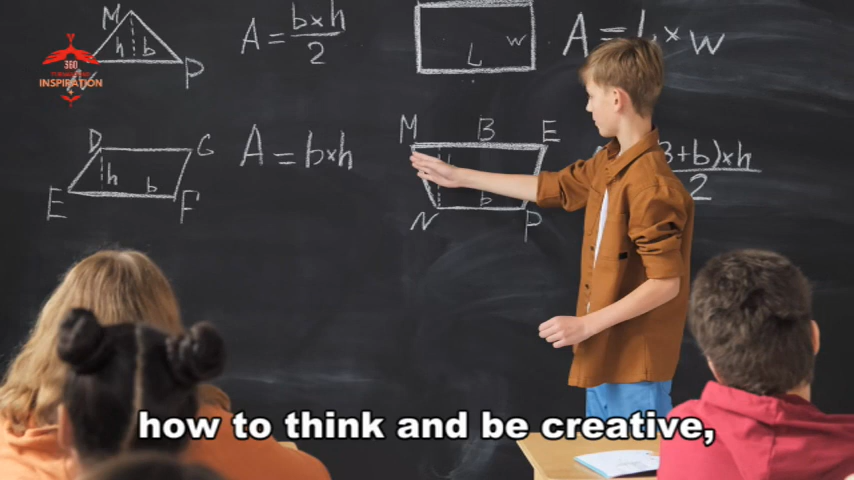 M
h b
P
A = b×h/2
L
W
A = L×W
360
INSPIRATION
D G
h b
E F
A = b×h
M B E
b
N P
B+b)×h
2
how to think and be creative,